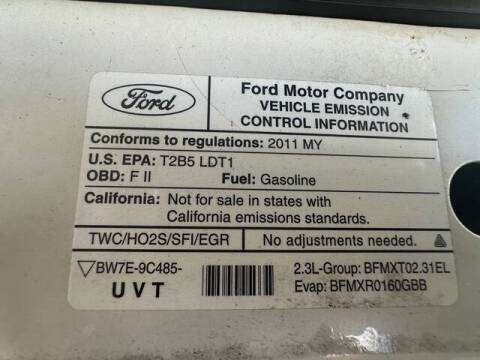 Ford
Ford Motor Company
VEHICLE EMISSION
CONTROL INFORMATION
Conforms to regulations: 2011 MY
U.S. EPA: T2B5 LDT1
OBD: F II Fuel: Gasoline
California: Not for sale in states with
California emissions standards.
TWC/HO2S/SFI/EGR No adjustments needed.
BW7E-9C485-
UVT
2.3L-Group: BFMXT02.31EL
Evap: BFMXR0160GBB